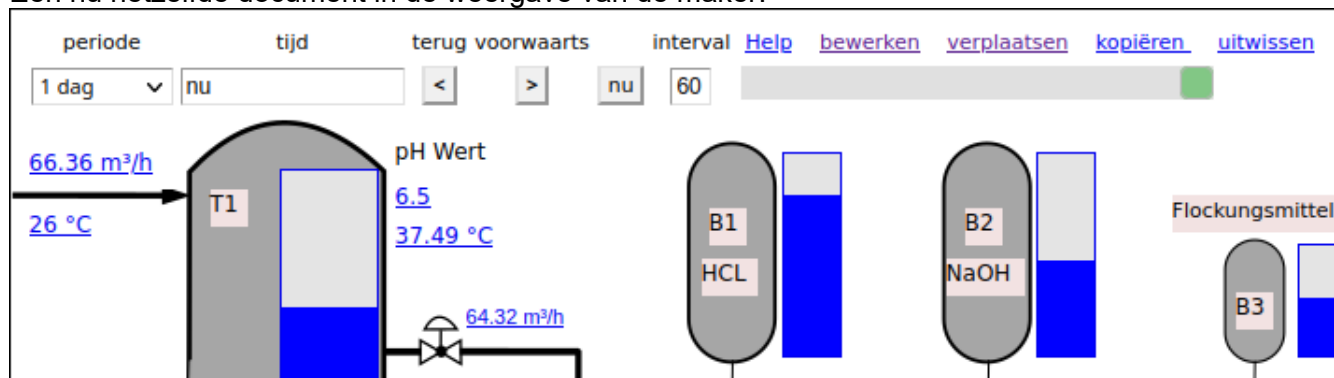 periode tijd terug voorwaarts interval Help bewerken verplaatsen kopiëren uitwissen
1 dag nu < > nu 60
pH Wert
66.36 m³/h
T1
6.5
26 °C
37.49 °C
B1
HCL
B2
NaOH
Flockungsmittel
B3
64.32 m³/h